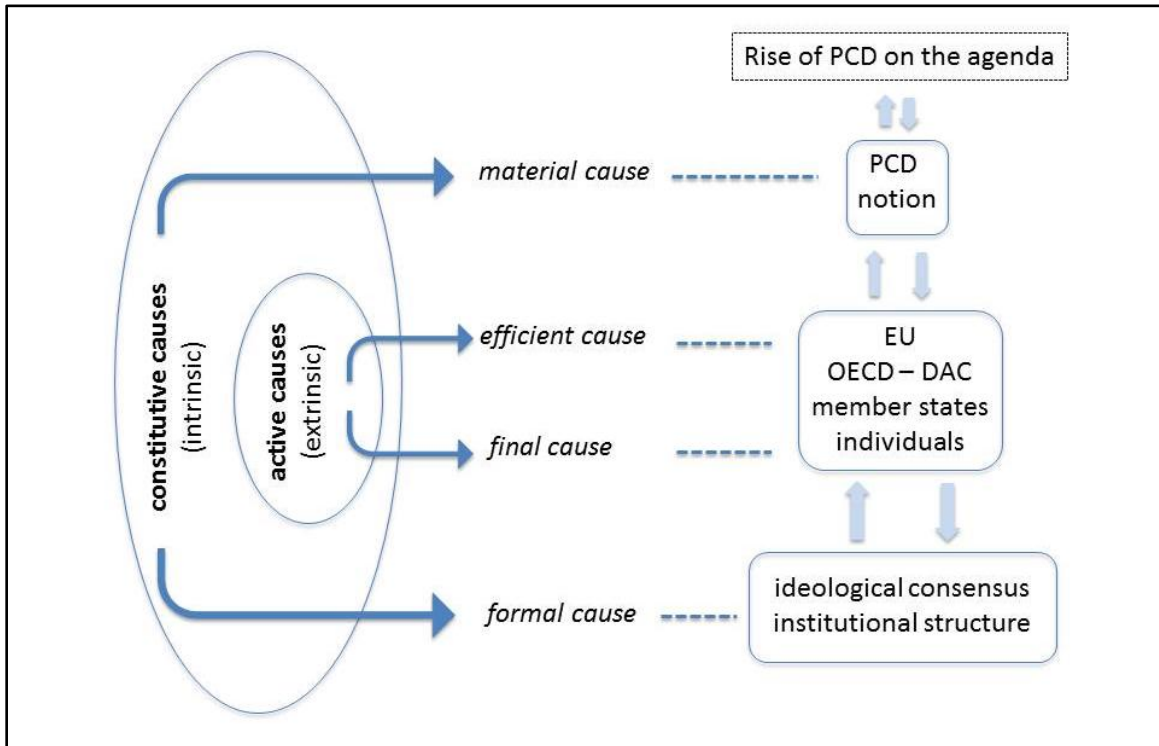 Rise of PCD on the agenda
material cause
PCD
notion
constitutive causes
(intrinsic)
active causes
(extrinsic)
efficient cause
final cause
EU
OECD – DAC
member states
individuals
formal cause
ideological consensus
institutional structure